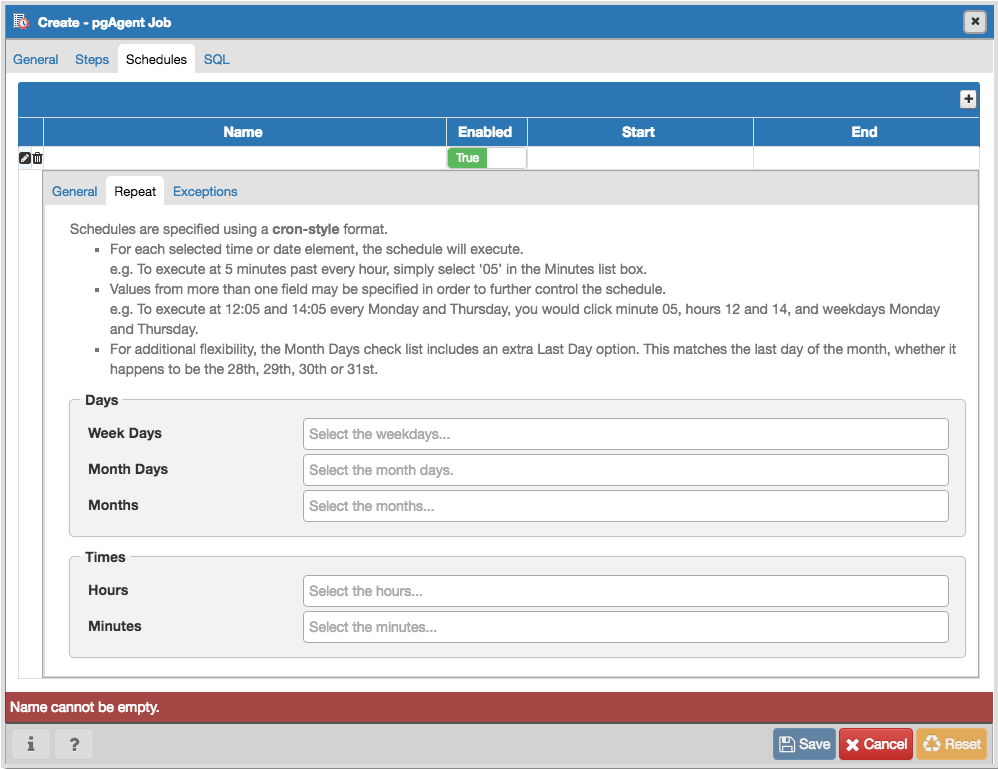 Create - pgAgent Job
General Steps Schedules SQL
Name Enabled Start End
True
General Repeat Exceptions
Schedules are specified using a cron-style format.
▪ For each selected time or date element, the schedule will execute.
e.g. To execute at 5 minutes past every hour, simply select ‘05’ in the Minutes list box.
▪ Values from more than one field may be specified in order to further control the schedule.
e.g. To execute at 12:05 and 14:05 every Monday and Thursday, you would click minute 05, hours 12 and 14, and weekdays Monday
and Thursday.
▪ For additional flexibility, the Month Days check list includes an extra Last Day option. This matches the last day of the month, whether it
happens to be the 28th, 29th, 30th or 31st.
Days
Week Days Select the weekdays...
Month Days Select the month days.
Months Select the months...
Times
Hours Select the hours...
Minutes Select the minutes...
Name cannot be empty.
i ? Save Cancel Reset